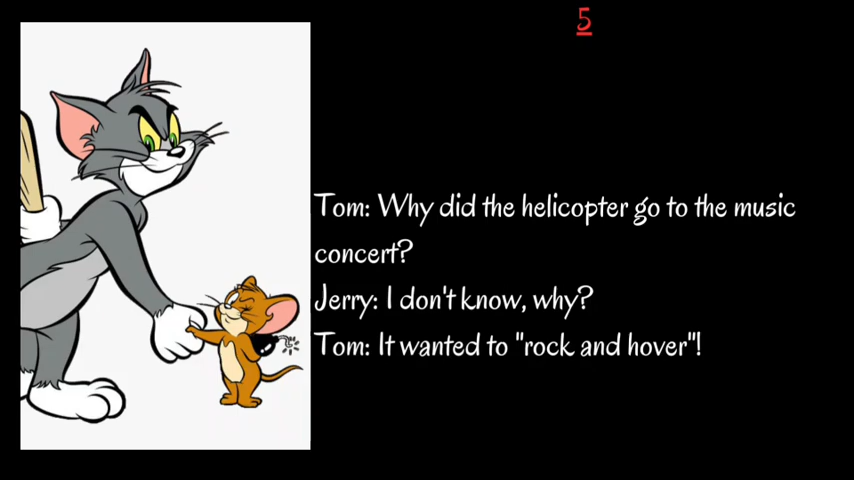 5
Tom: Why did the helicopter go to the music
concert?
Jerry: I don't know, why?
Tom: It wanted to "rock and hover"!